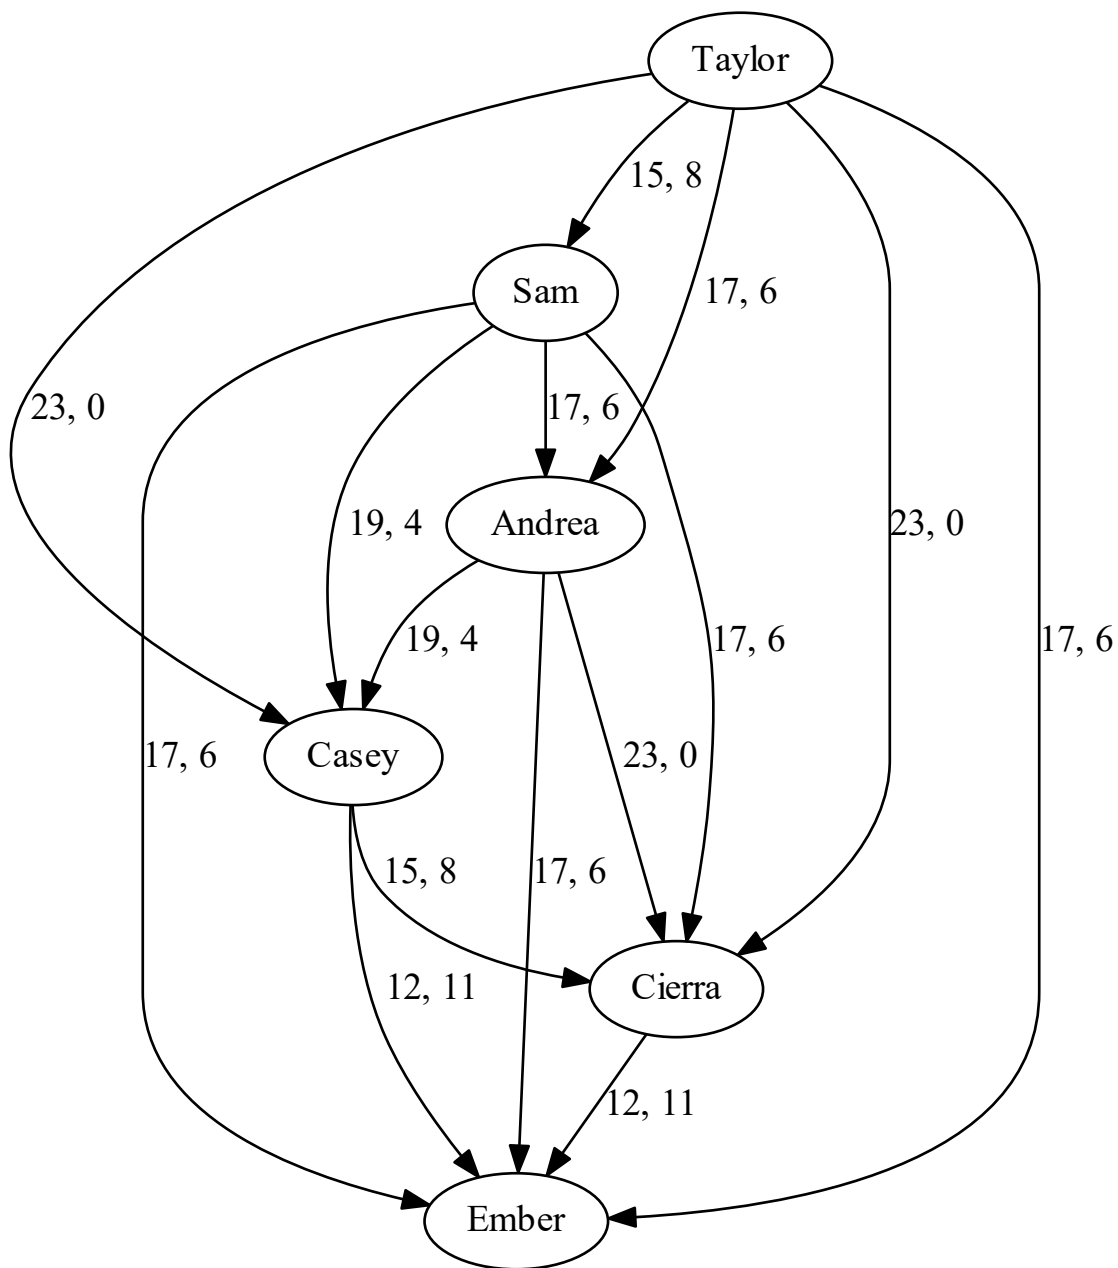 Taylor
15, 8
Sam
17, 6
23, 0
17, 6
19, 4
Andrea
23, 0
19, 4
17, 6
17, 6
17, 6
Casey
23, 0
15, 8
17, 6
12, 11
Cierra
12, 11
Ember